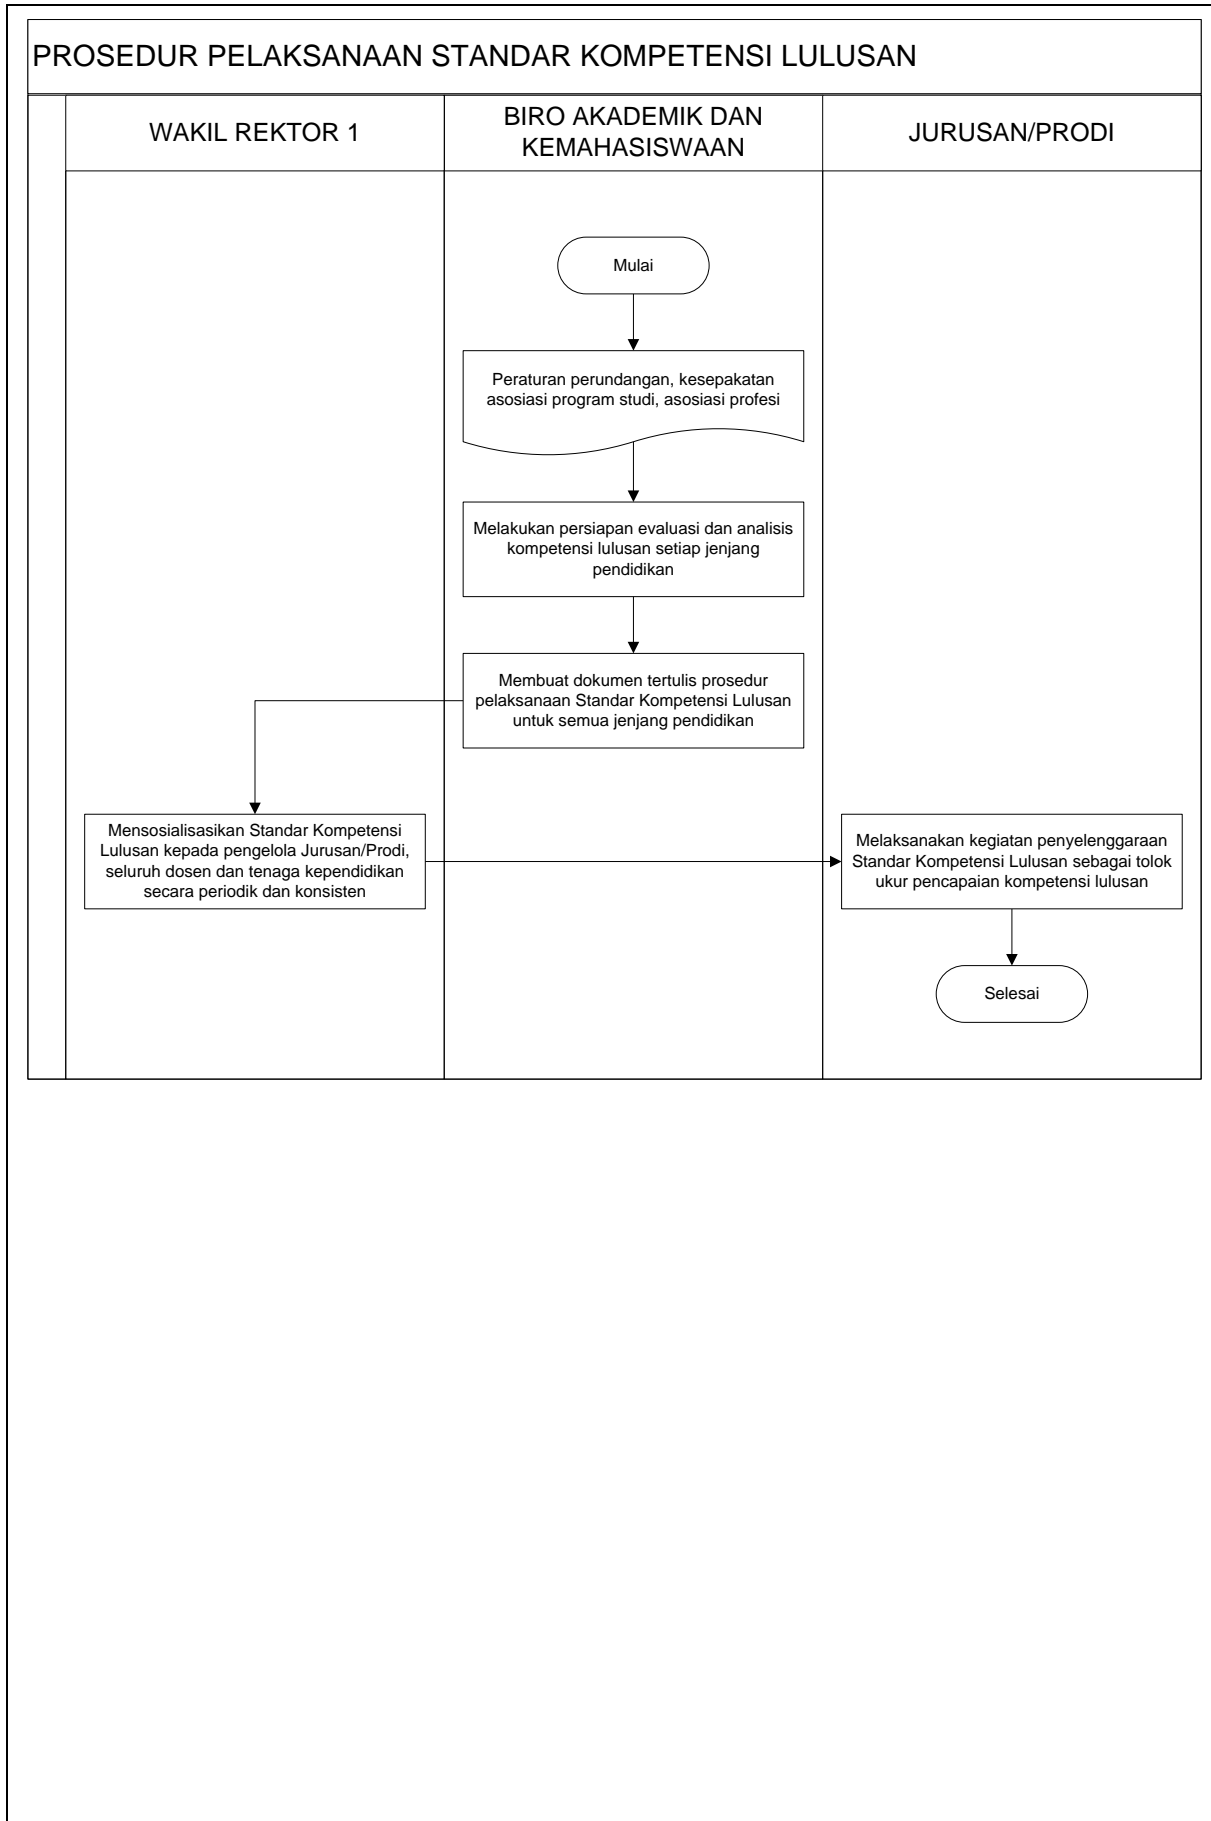 PROSEDUR PELAKSANAAN STANDAR KOMPETENSI LULUSAN
WAKIL REKTOR 1
BIRO AKADEMIK DAN
KEMAHASISWAAN
JURUSAN/PRODI
Mulai
Peraturan perundangan, kesepakatan
asosiasi program studi, asosiasi profesi
Melakukan persiapan evaluasi dan analisis
kompetensi lulusan setiap jenjang
pendidikan
Membuat dokumen tertulis prosedur
pelaksanaan Standar Kompetensi Lulusan
untuk semua jenjang pendidikan
Mensosialisasikan Standar Kompetensi
Lulusan kepada pengelola Jurusan/Prodi,
seluruh dosen dan tenaga kependidikan
secara periodik dan konsisten
Melaksanakan kegiatan penyelenggaraan
Standar Kompetensi Lulusan sebagai tolok
ukur pencapaian kompetensi lulusan
Selesai